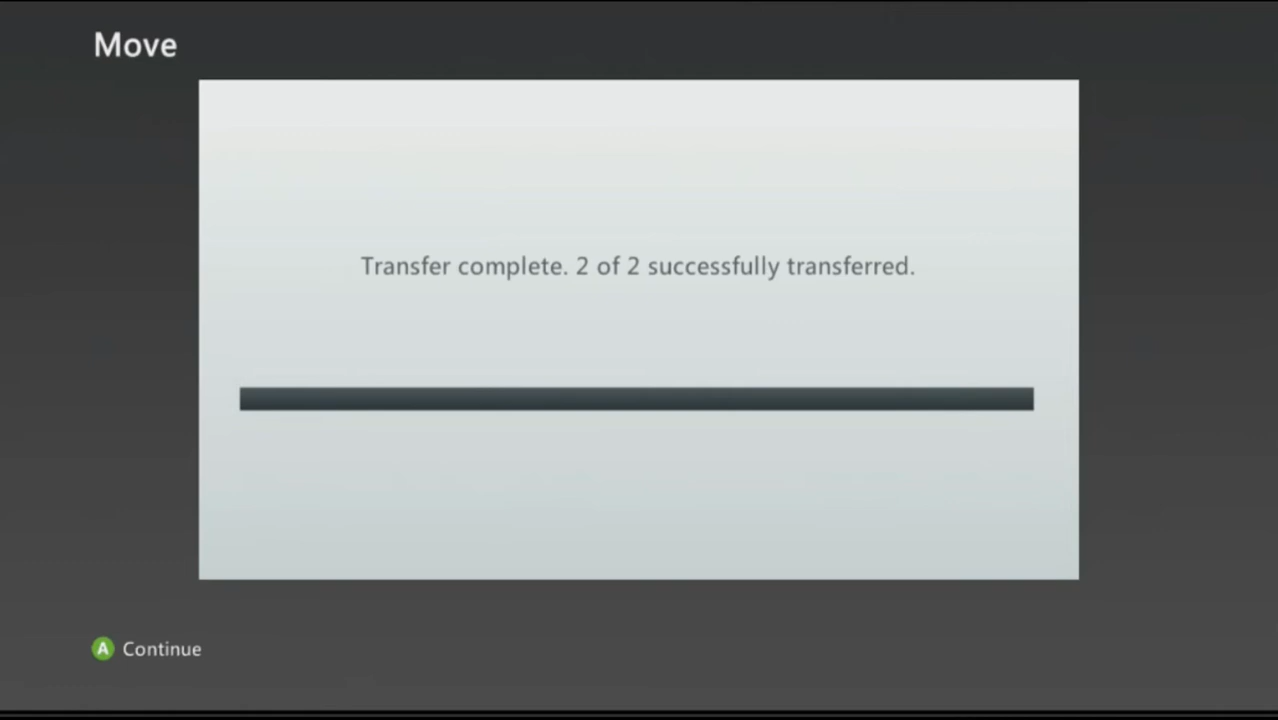 Move
Transfer complete. 2 of 2 successfully transferred.
A Continue